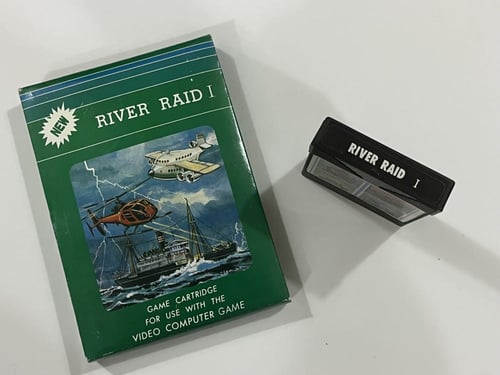 NEW
RIVER RAID I
GAME CARTRIDGE
FOR USE WITH THE
VIDEO COMPUTER GAME
RIVER RAID I